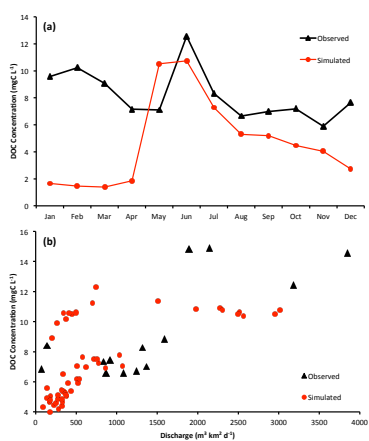 (a)
Observed
Simulated
DOC Concentration (mgC L-1)
14
12
10
8
6
4
2
0
Jan Feb Mar Apr May Jun Jul Aug Sep Oct Nov Dec
(b)
DOC Concentration (mgC L-1)
16
14
12
10
8
6
4
Observed
Simulated
0 500 1000 1500 2000 2500 3000 3500 4000
Discharge (m3 km2 d-1)